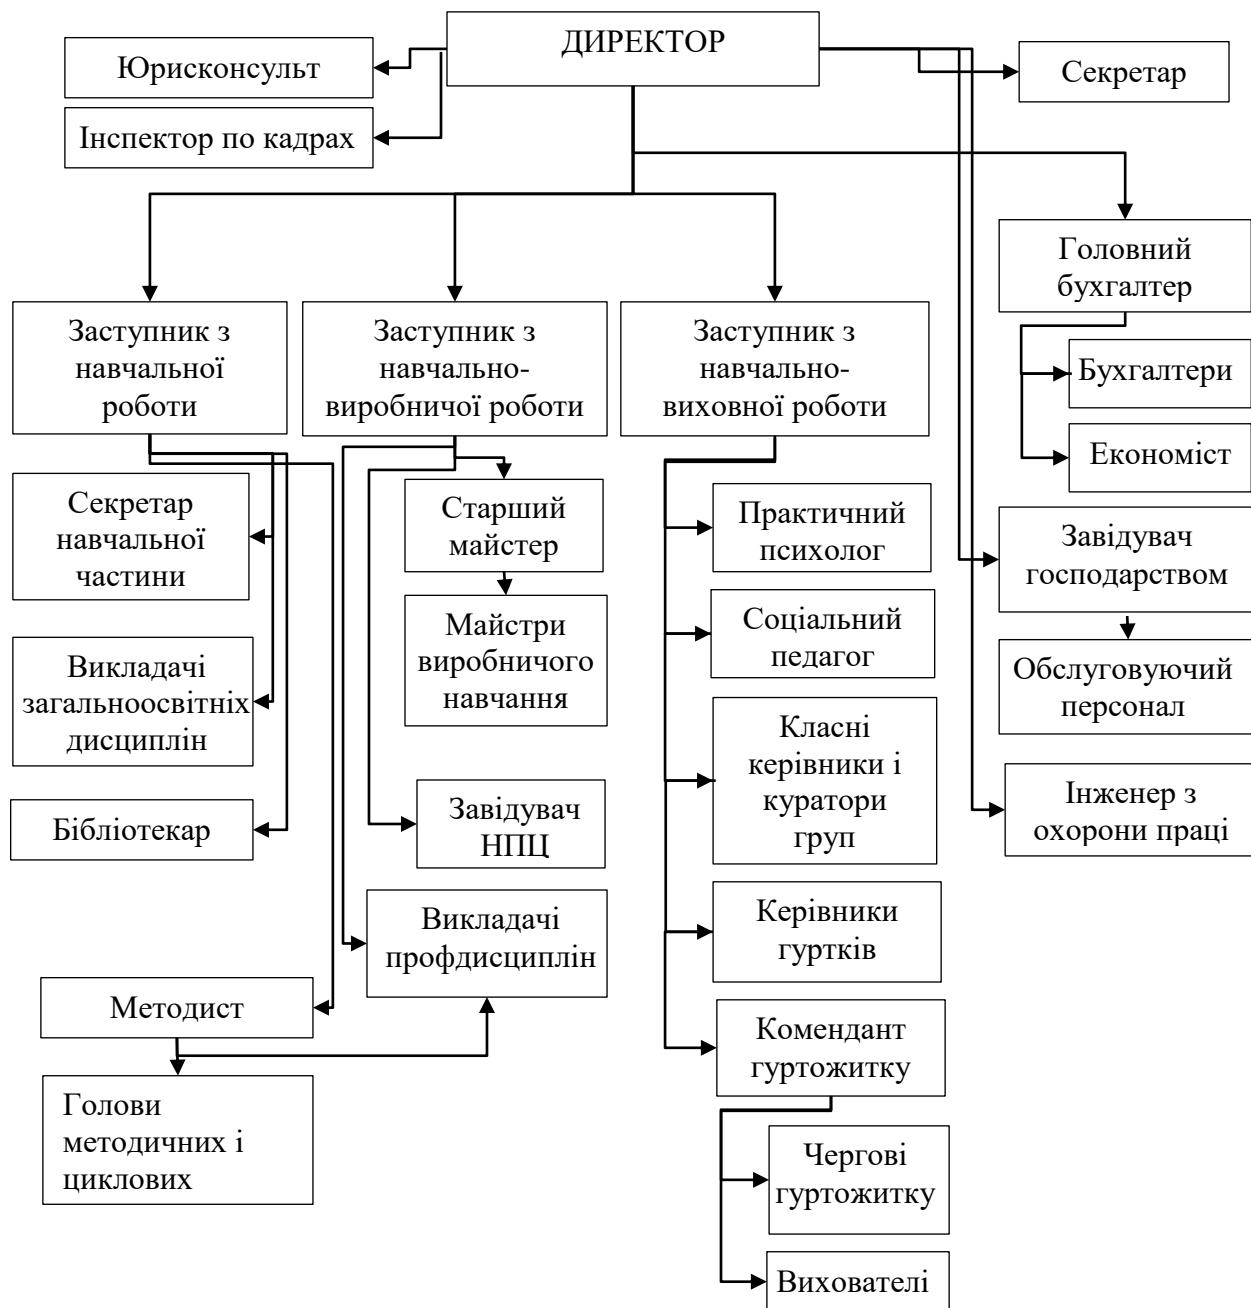 ДИРЕКТОР
Юрисконсульт
Секретар
Інспектор по кадрах
Головний
бухгалтер
Заступник з
навчальної
роботи
Заступник з
навчально-
виробничої роботи
Заступник з
навчально-
виховної роботи
Бухгалтери
Економіст
Секретар
навчальної
частини
Старший
майстер
Практичний
психолог
Завідувач
господарством
Майстри
виробничого
навчання
Соціальний
педагог
Викладачі
загальноосвітніх
дисциплін
Обслуговуючий
персонал
Класні
керівники і
куратори
груп
Бібліотекар
Завідувач
НПЦ
Інженер з
охорони праці
Викладачі
профдисциплін
Керівники
гуртків
Методист
Комендант
гуртожитку
Голови
методичних і
циклових
Чергові
гуртожитку
Вихователі